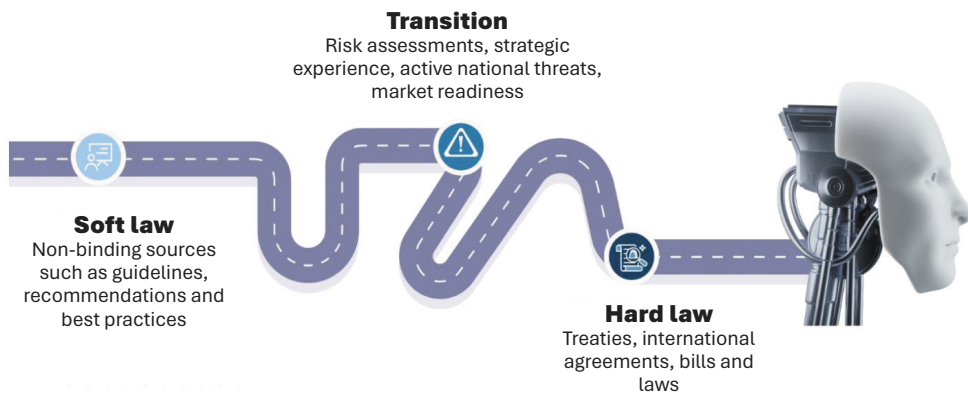 Transition
Risk assessments, strategic
experience, active national threats,
market readiness
Soft law
Non-binding sources
such as guidelines,
recommendations and
best practices
Hard law
Treaties, international
agreements, bills and
laws